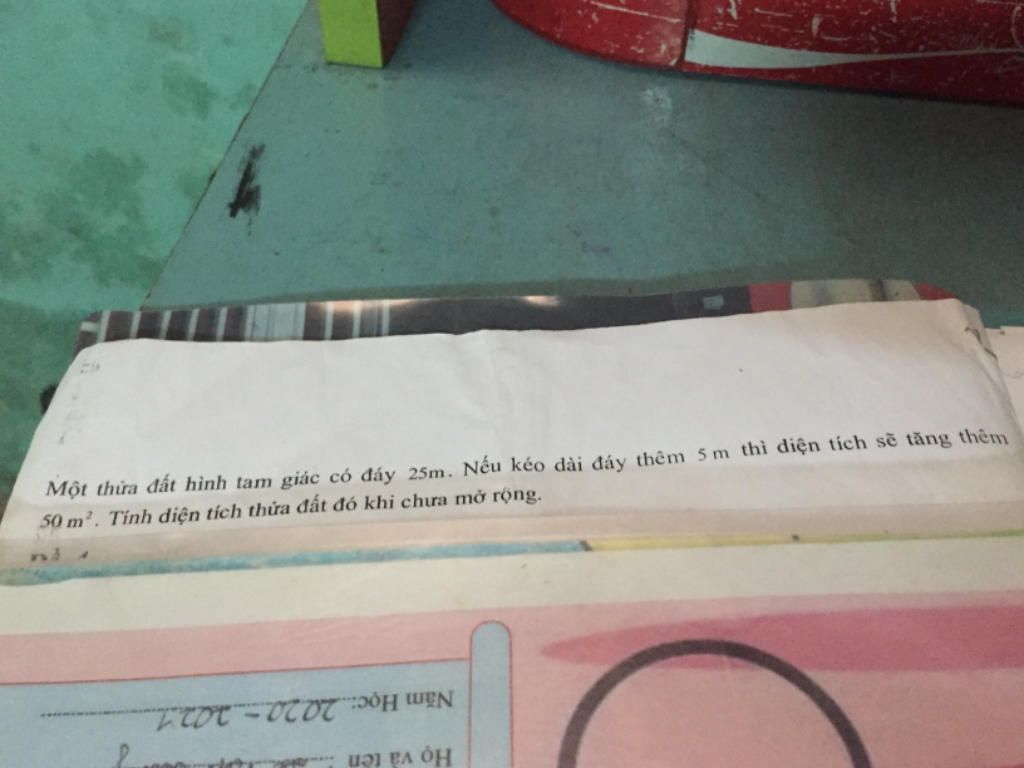 Một thửa đất hình tam giác có đáy 25m. Nếu kéo dài đáy thêm 5 m thì diện tích sẽ tăng thêm
50 m². Tính diện tích thửa đất đó khi chưa mở rộng.
Năm Học: 2020 - 2021
Họ và tên